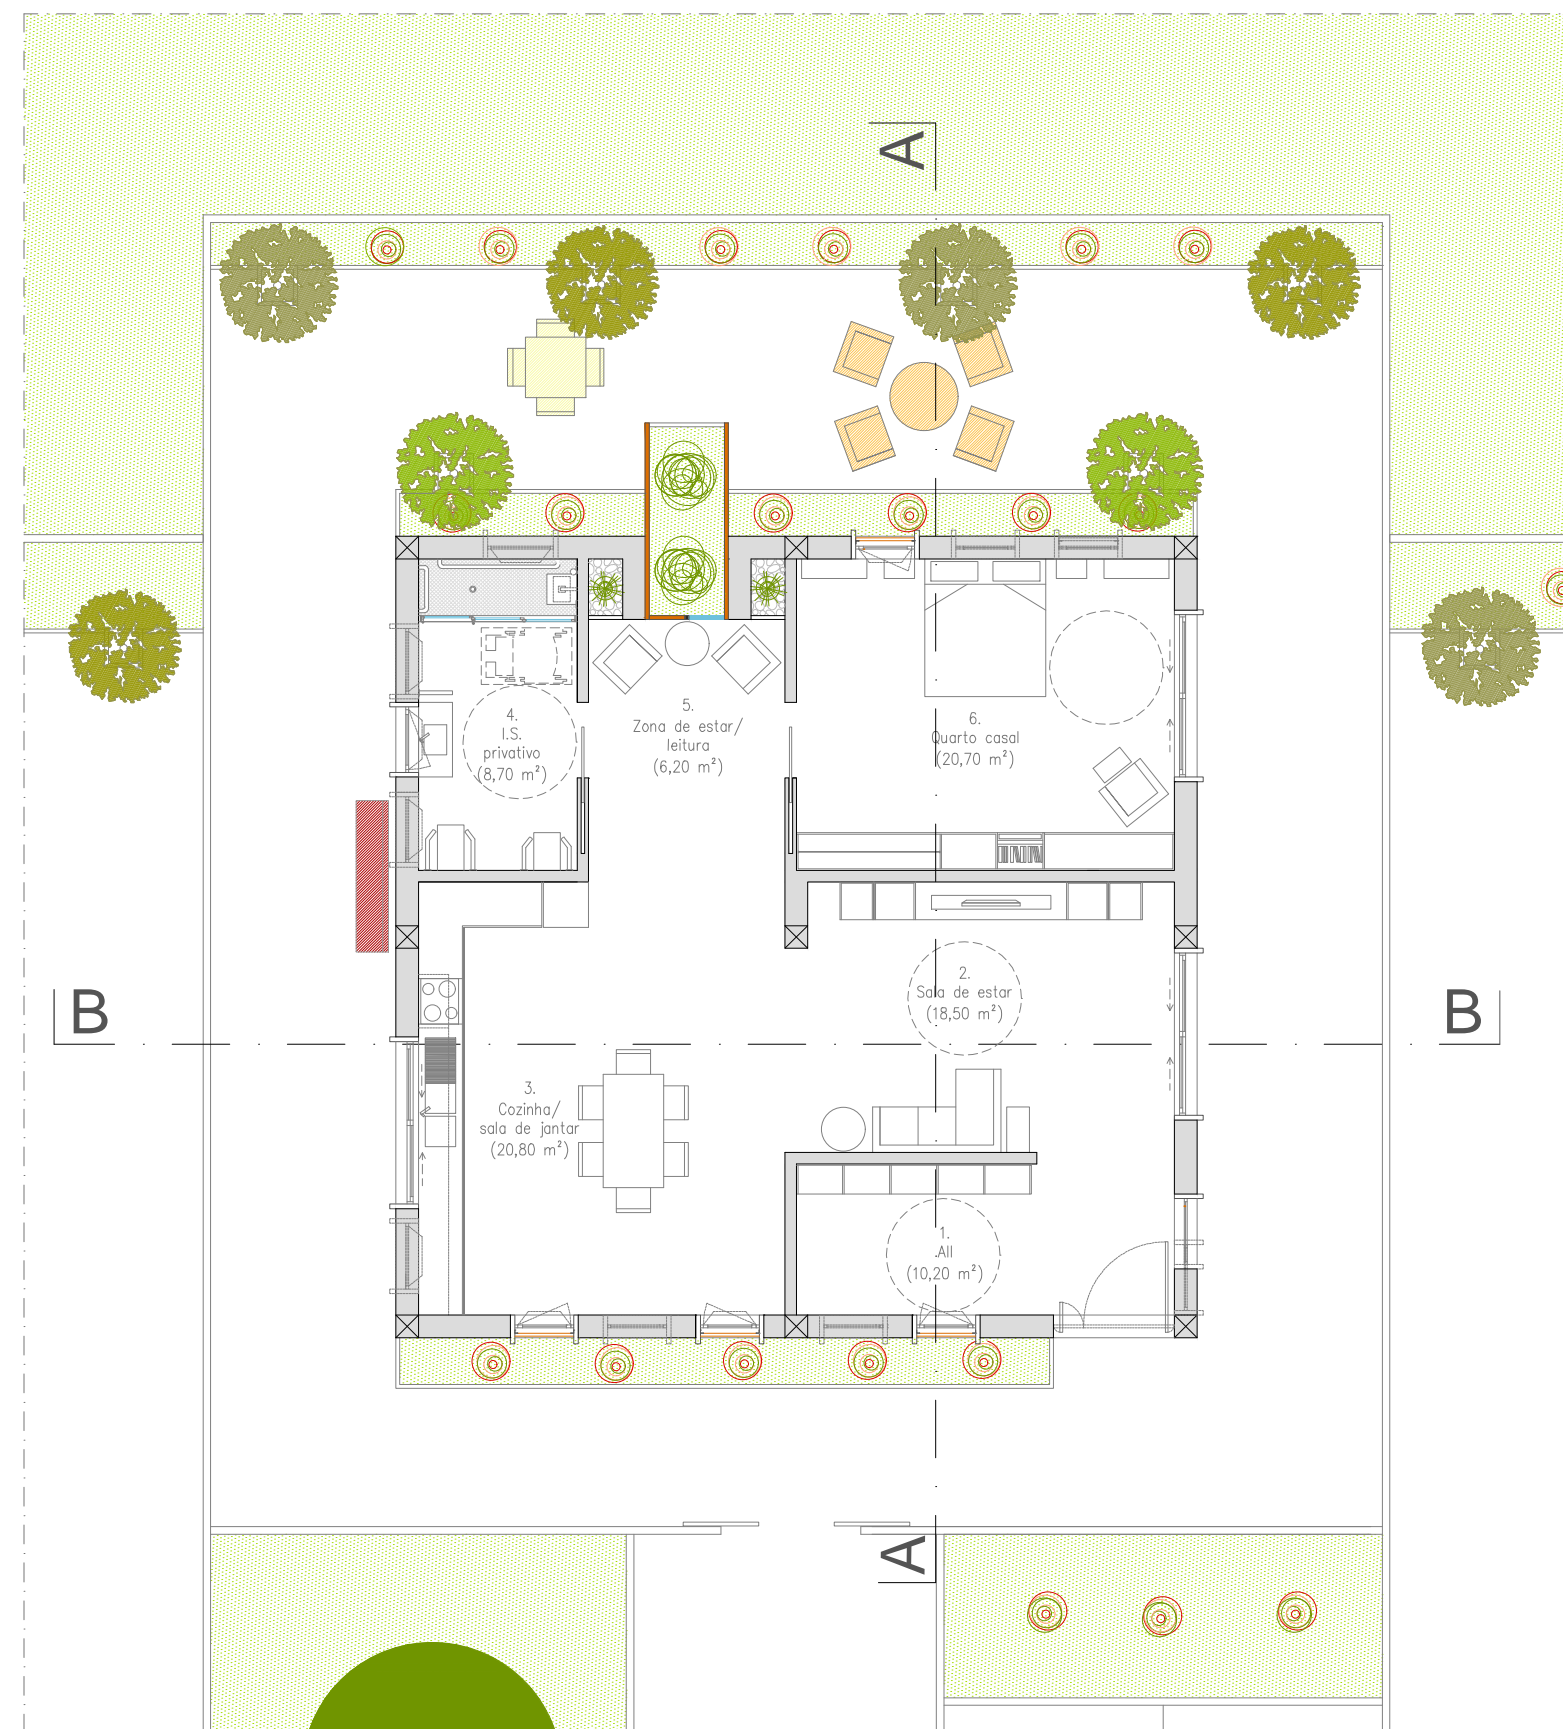 A
4.
I.S.
privativo
(8,70 m²)
5.
Zona de estar/
leitura
(6,20 m²)
6.
Quarto casal
(20,70 m²)
2.
Sala de estar
(18,50 m²)
B
B
3.
Cozinha/
sala de jantar
(20,80 m²)
1.
.All
(10,20 m²)
A